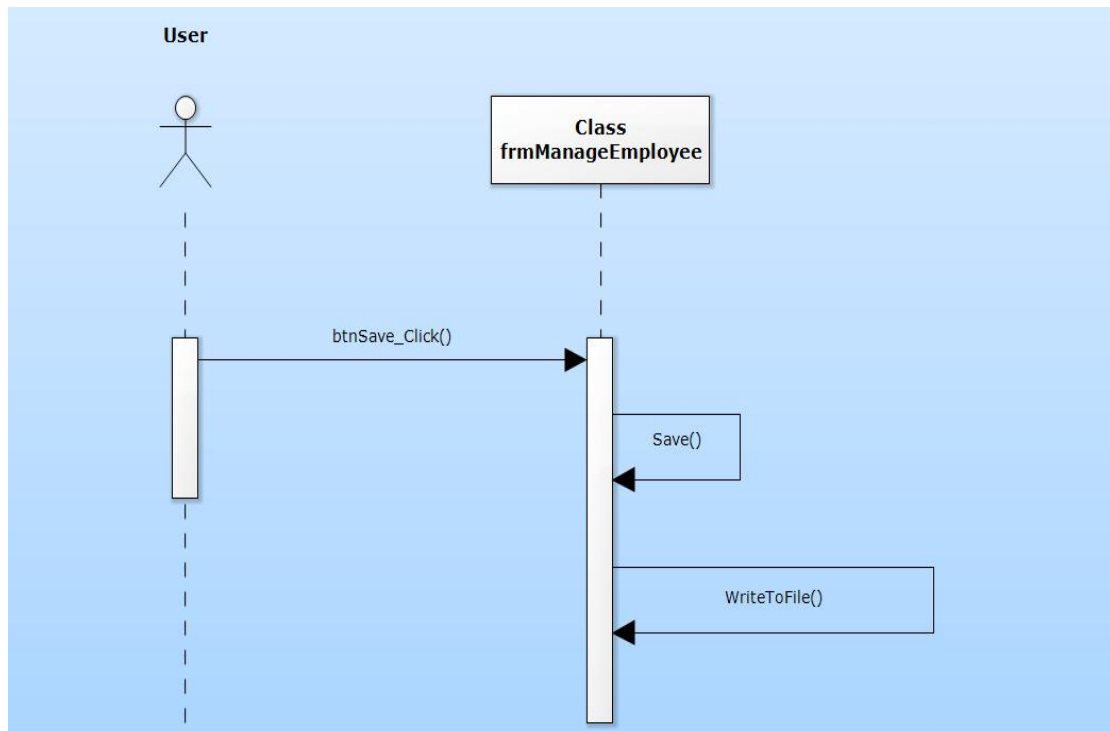 User
Class
frmManageEmployee
btnSave_Click()
Save()
WriteToFile()